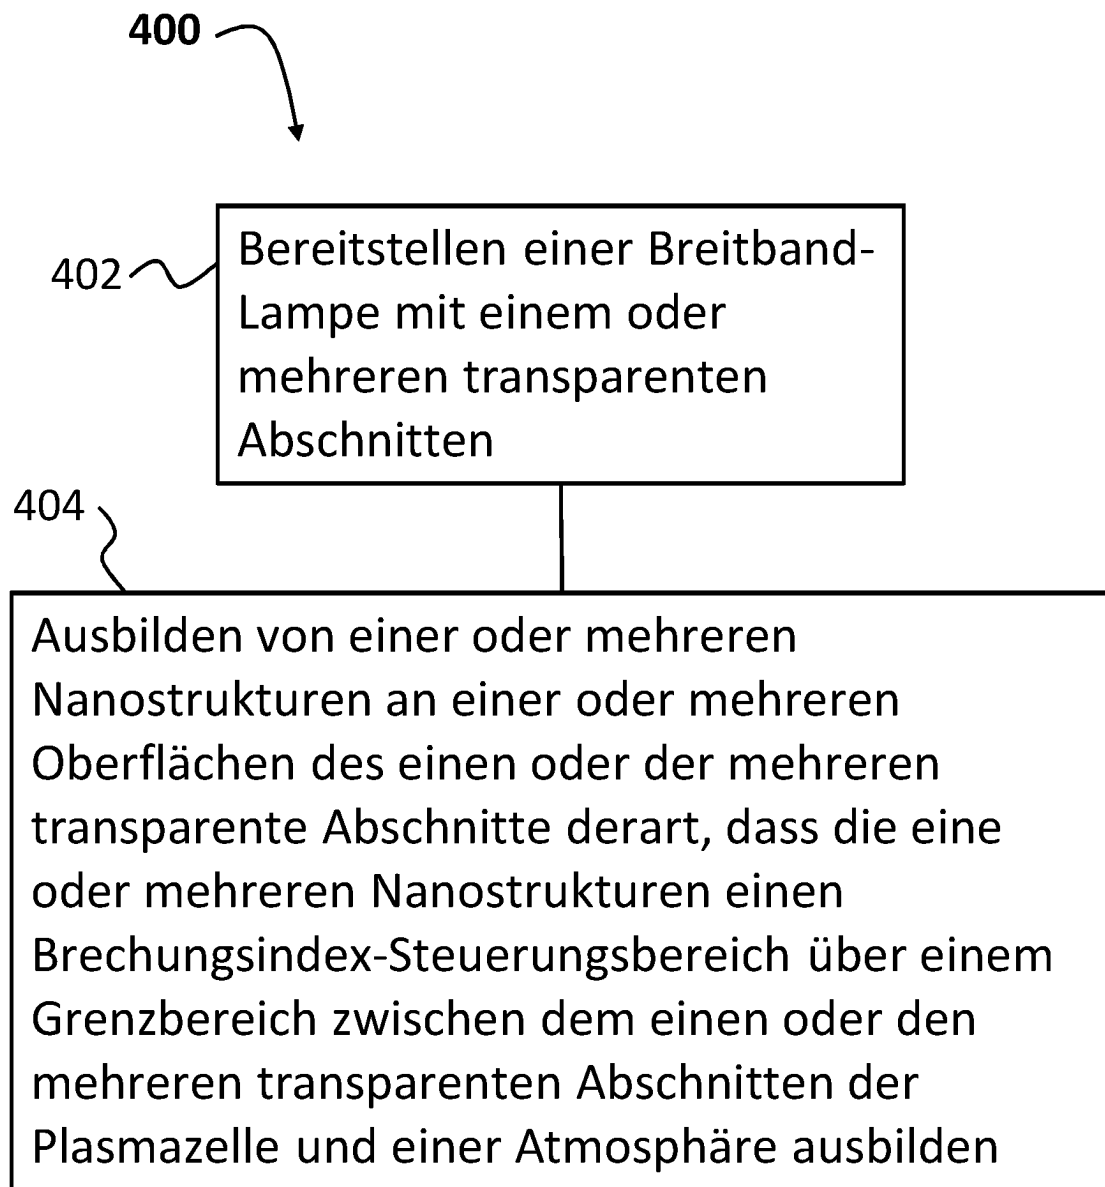 400
402
Bereitstellen einer Breitband-
Lampe mit einem oder
mehreren transparenten
Abschnitten
404
Ausbilden von einer oder mehreren
Nanostrukturen an einer oder mehreren
Oberflächen des einen oder der mehreren
transparente Abschnitte derart, dass die eine
oder mehreren Nanostrukturen einen
Brechungsindex-Steuerungsbereich über einem
Grenzbereich zwischen dem einen oder den
mehreren transparenten Abschnitten der
Plasmazelle und einer Atmosphäre ausbilden